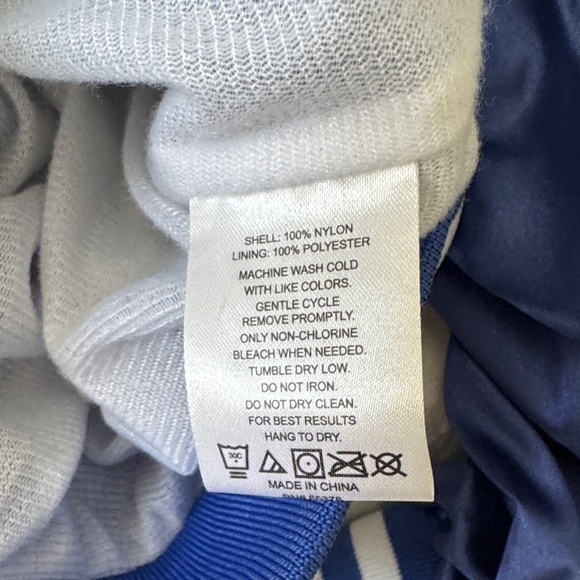 SHELL: 100% NYLON
LINING: 100% POLYESTER
MACHINE WASH COLD
WITH LIKE COLORS.
GENTLE CYCLE
REMOVE PROMPTLY.
ONLY NON-CHLORINE
BLEACH WHEN NEEDED.
TUMBLE DRY LOW.
DO NOT IRON.
DO NOT DRY CLEAN.
FOR BEST RESULTS
HANG TO DRY.
30C
MADE IN CHINA